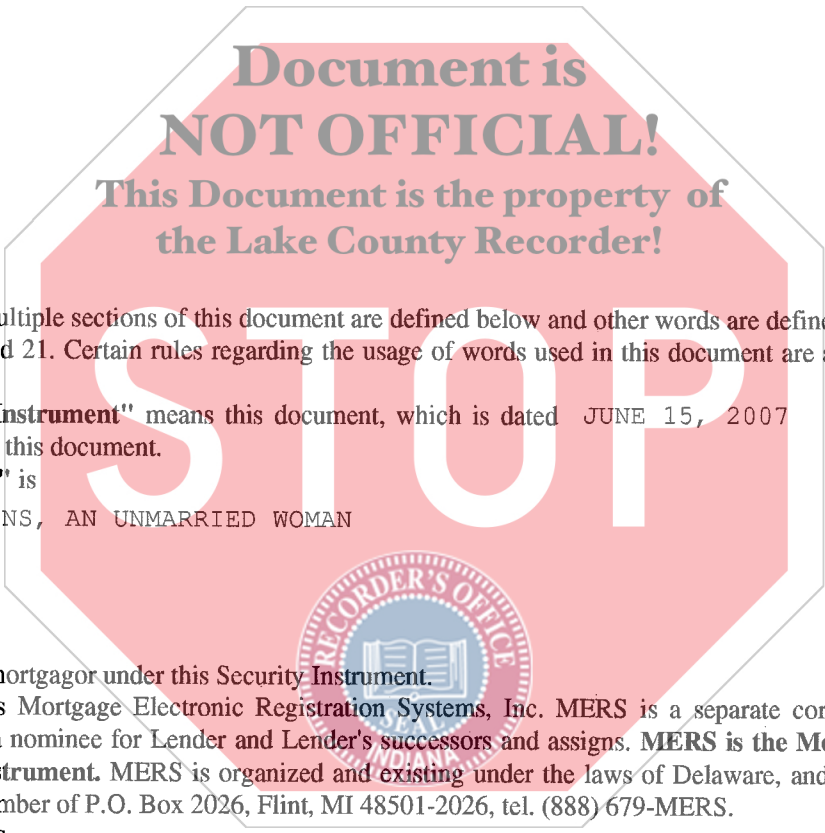 Document is
NOT OFFICIAL!
This Document is the property of
the Lake County Recorder!
ultiple sections of this document are defined below and other words are define
d 21. Certain rules regarding the usage of words used in this document are a
Instrument" means this document, which is dated JUNE 15, 2007
this document.
" is
NS, AN UNMARRIED WOMAN
STOP
RECORDER'S OFFICE
SEAL
INDIANA
mortgagor under this Security Instrument.
s Mortgage Electronic Registration Systems, Inc. MERS is a separate cor
nominee for Lender and Lender's successors and assigns. MERS is the Mo
strument. MERS is organized and existing under the laws of Delaware, and
mber of P.O. Box 2026, Flint, MI 48501-2026, tel. (888) 679-MERS.